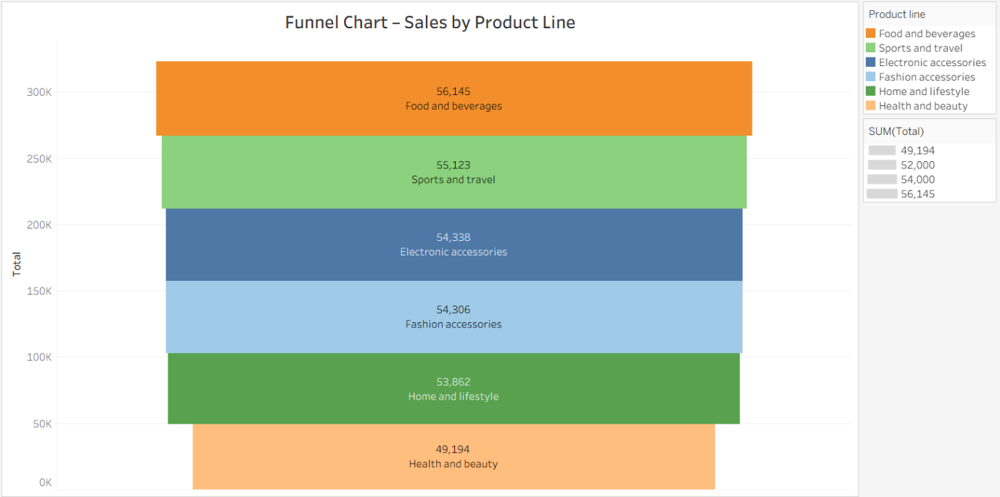 Funnel Chart – Sales by Product Line
Total
300K
250K
200K
150K
100K
50K
0K
56,145
Food and beverages
55,123
Sports and travel
54,338
Electronic accessories
54,306
Fashion accessories
53,862
Home and lifestyle
49,194
Health and beauty
Product line
Food and beverages
Sports and travel
Electronic accessories
Fashion accessories
Home and lifestyle
Health and beauty
SUM(Total)
49,194
52,000
54,000
56,145